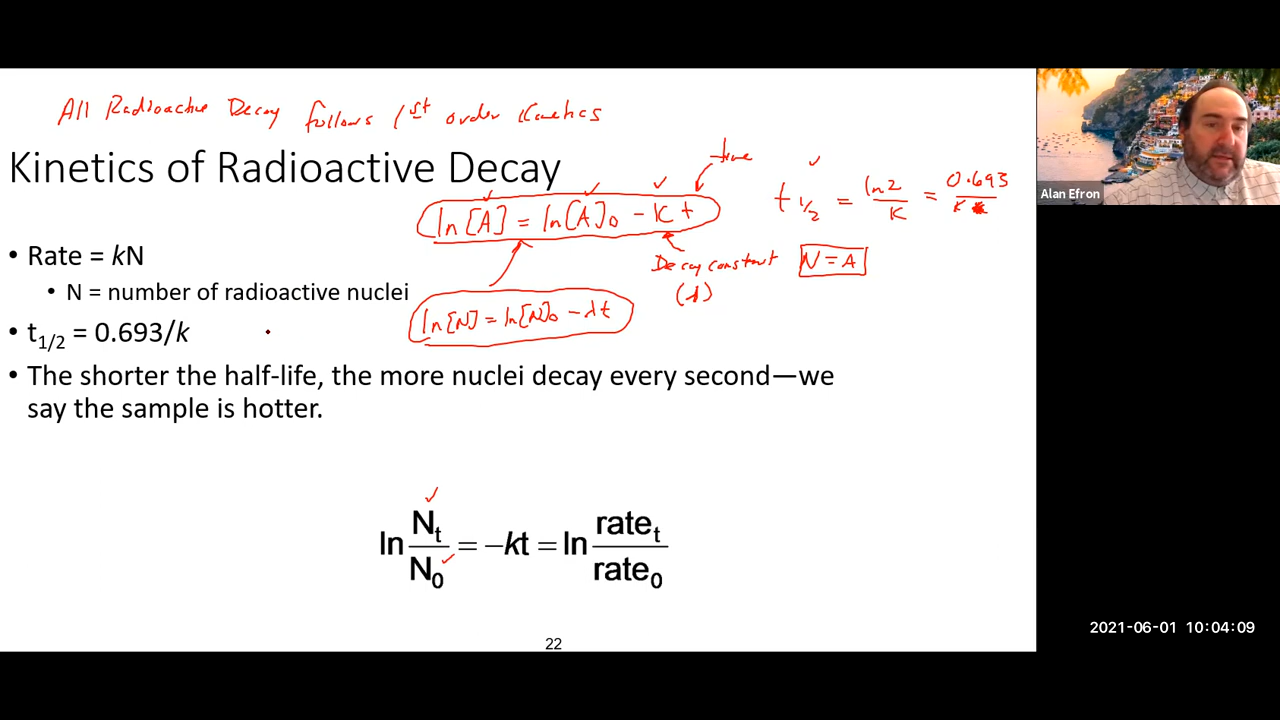 All Radioactive Decay follows 1st order Kinetics
Kinetics of Radioactive Decay
time
ln[A] = ln[A]₀ − Kt
t 1/2 = ln2/K = 0.693/K
Decay constant
(λ)
N = A
ln[N] = ln[N]₀ − λt
• Rate = kN
• N = number of radioactive nuclei
• t₁/₂ = 0.693/k
• The shorter the half-life, the more nuclei decay every second—we
say the sample is hotter.
ln Nₜ/N₀ = −kt = ln rateₜ/rate₀
22
Alan Efron
2021-06-01 10:04:09